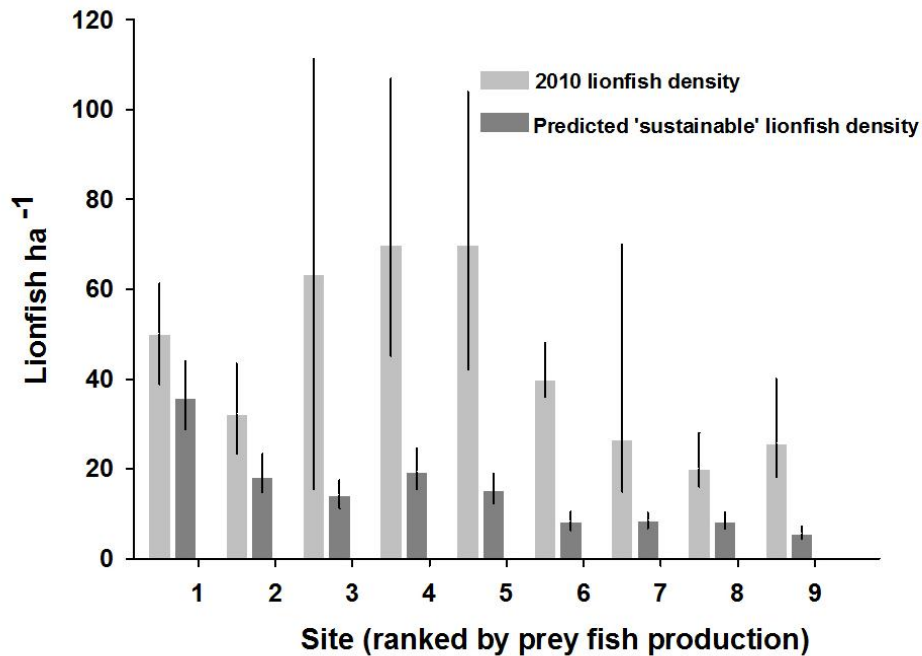 120
100
80
60
40
20
0
Lionfish ha -1
2010 lionfish density
Predicted 'sustainable' lionfish density
1 2 3 4 5 6 7 8 9
Site (ranked by prey fish production)